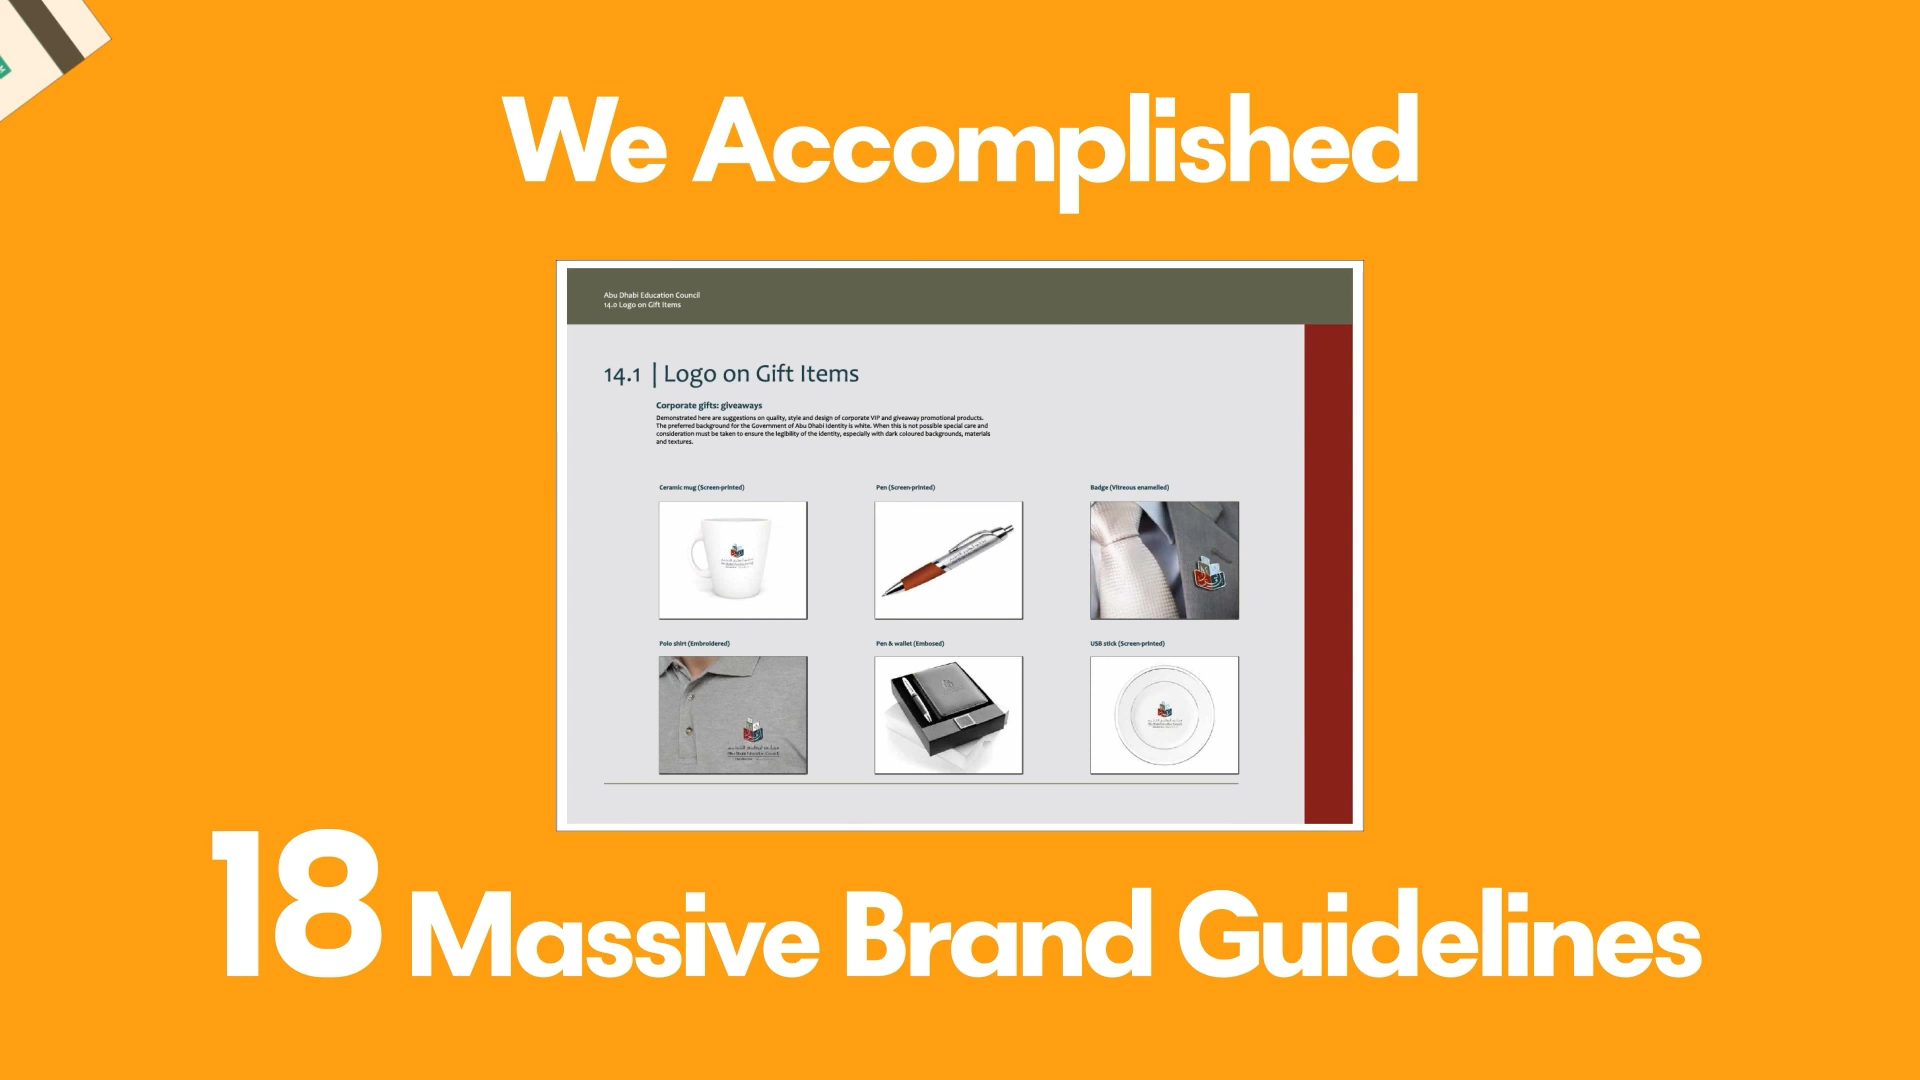 We Accomplished
Abu Dhabi Education Council
14.0 Logo on Gift Items
14.1 | Logo on Gift Items
Corporate gifts: giveaways
Demonstrated here are suggestions on quality, style and design of corporate VIP and giveaway promotional products.
The preferred background for the Government of Abu Dhabi Identity is white. When this is not possible special care and
consideration must be taken to ensure the legibility of the identity, especially with dark coloured backgrounds, materials
and textures.
Ceramic mug (Screen-printed)
Pen (Screen-printed)
Badge (Vitreous enamelled)
Polo shirt (Embroidered)
Pen & wallet (Embosed)
USB stick (Screen-printed)
Abu Dhabi Education Council
18 Massive Brand Guidelines